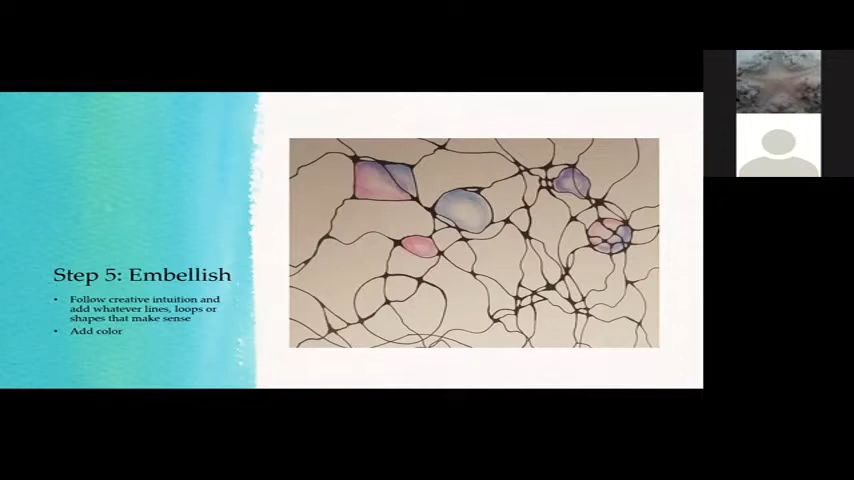 Step 5: Embellish
• Follow creative intuition and
add whatever lines, loops or
shapes that make sense
• Add color